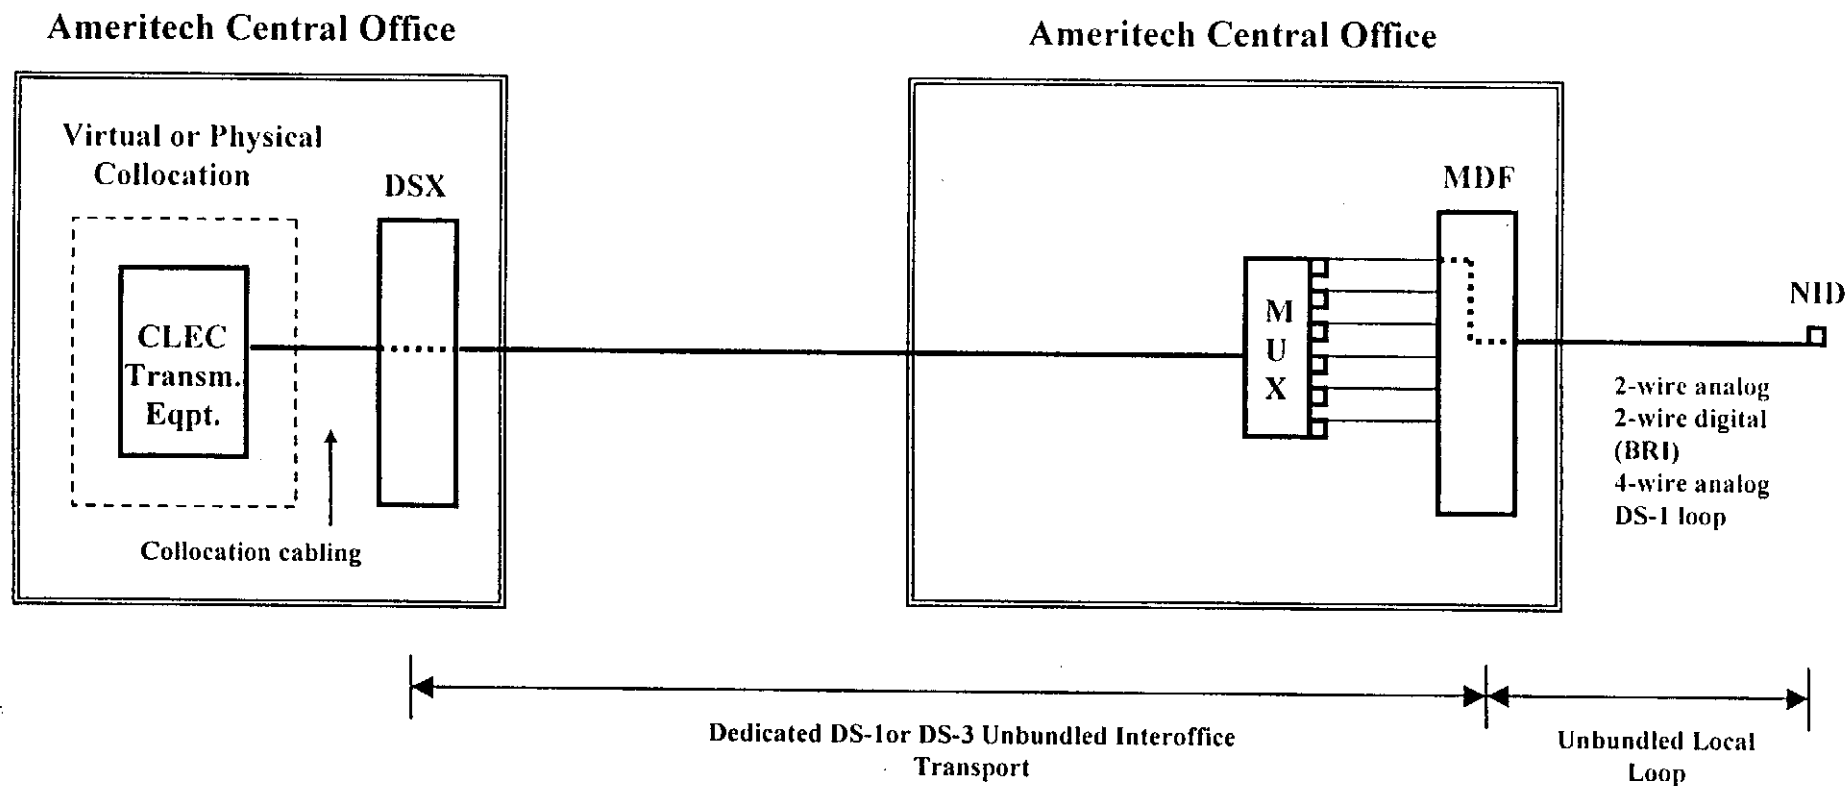 Ameritech Central Office
Ameritech Central Office
Virtual or Physical
Collocation
DSX
CLEC
Transm.
Eqpt.
Collocation cabling
M
U
X
MDF
NID
2-wire analog
2-wire digital
(BRI)
4-wire analog
DS-1 loop
Dedicated DS-1or DS-3 Unbundled Interoffice
Transport
Unbundled Local
Loop